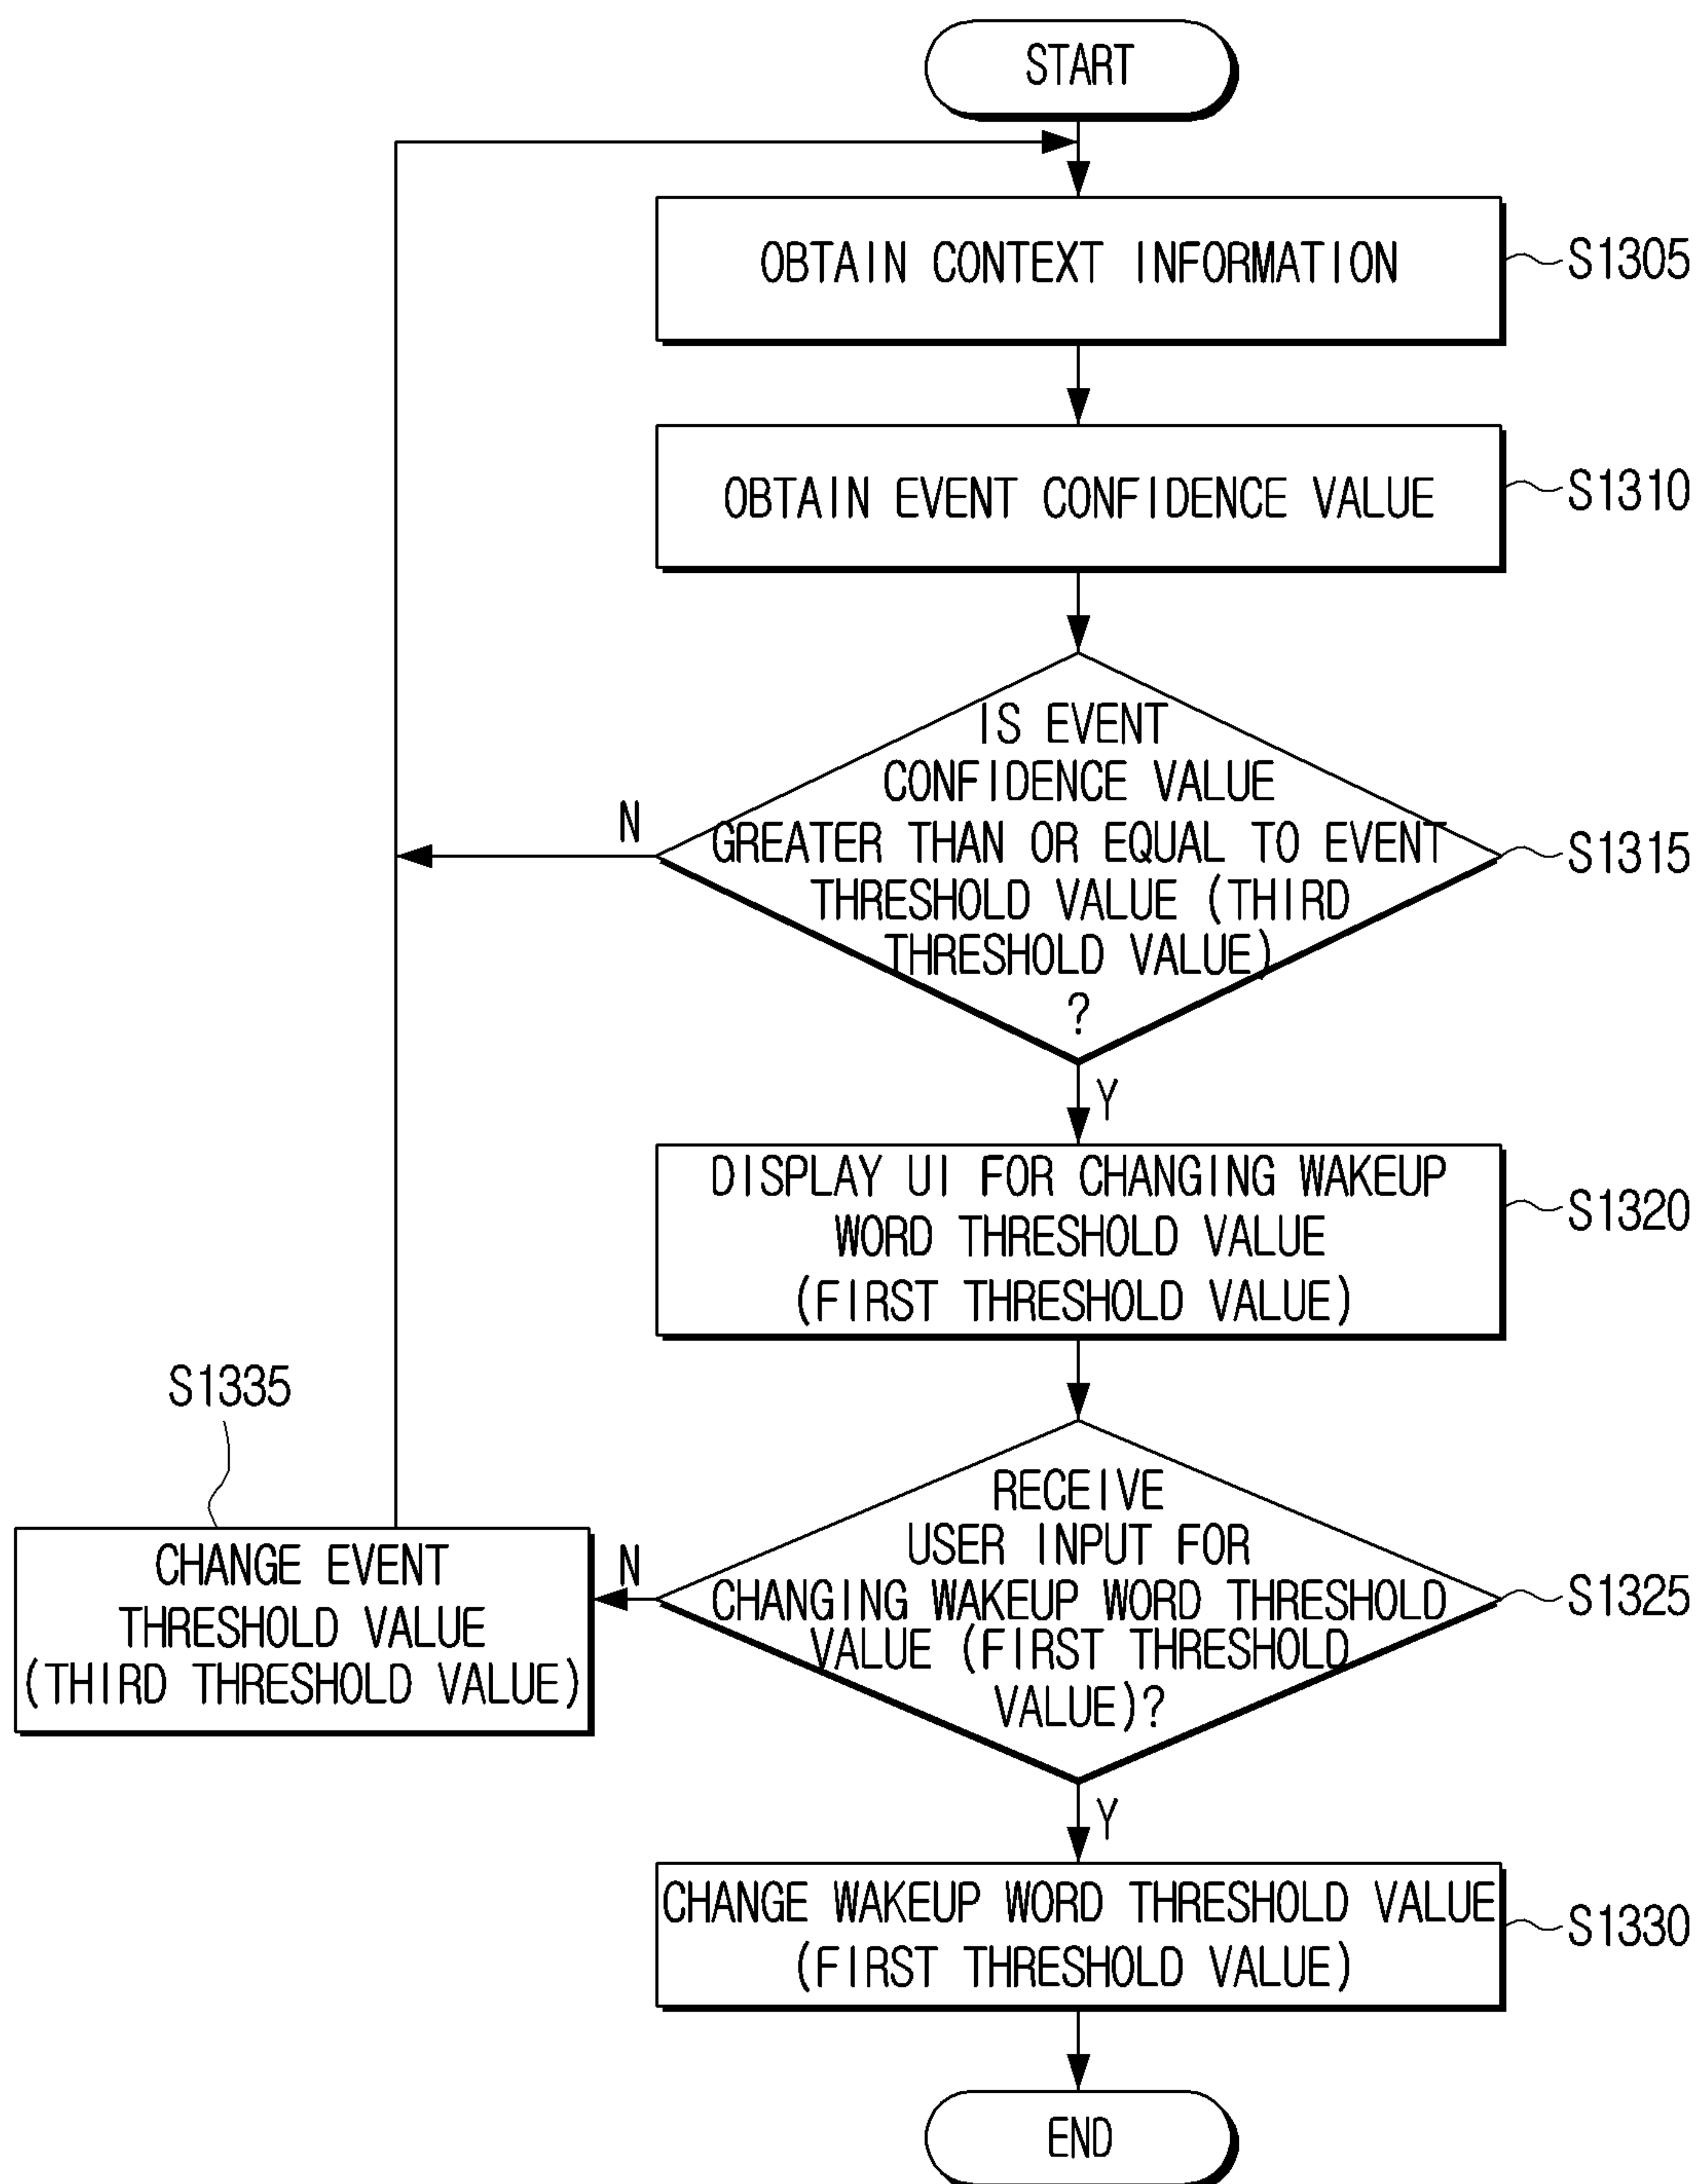 START
OBTAIN CONTEXT INFORMATION
S1305
OBTAIN EVENT CONFIDENCE VALUE
S1310
IS EVENT
CONFIDENCE VALUE
GREATER THAN OR EQUAL TO EVENT
THRESHOLD VALUE (THIRD
THRESHOLD VALUE)
?
S1315
N
Y
DISPLAY UI FOR CHANGING WAKEUP
WORD THRESHOLD VALUE
(FIRST THRESHOLD VALUE)
S1320
RECEIVE
USER INPUT FOR
CHANGING WAKEUP WORD THRESHOLD
VALUE (FIRST THRESHOLD
VALUE)?
S1325
N
S1335
CHANGE EVENT
THRESHOLD VALUE
(THIRD THRESHOLD VALUE)
Y
CHANGE WAKEUP WORD THRESHOLD VALUE
(FIRST THRESHOLD VALUE)
S1330
END